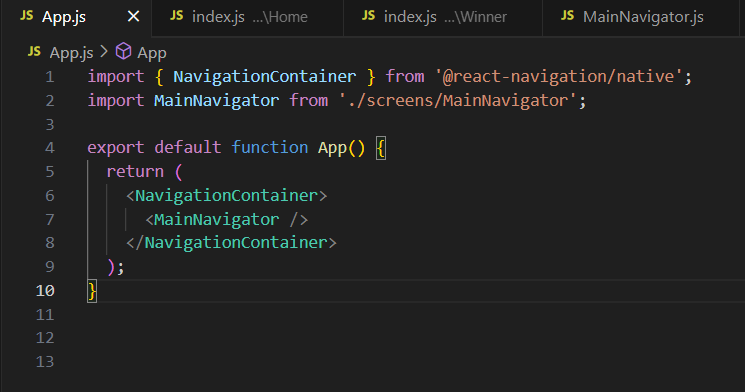 JS App.js × JS index.js ...\Home JS index.js ...\Winner JS MainNavigator.js
JS App.js > App
1 import { NavigationContainer } from '@react-navigation/native';
2 import MainNavigator from './screens/MainNavigator';
3
4 export default function App() {
5   return (
6     <NavigationContainer>
7       <MainNavigator />
8     </NavigationContainer>
9   );
10 }
11
12
13